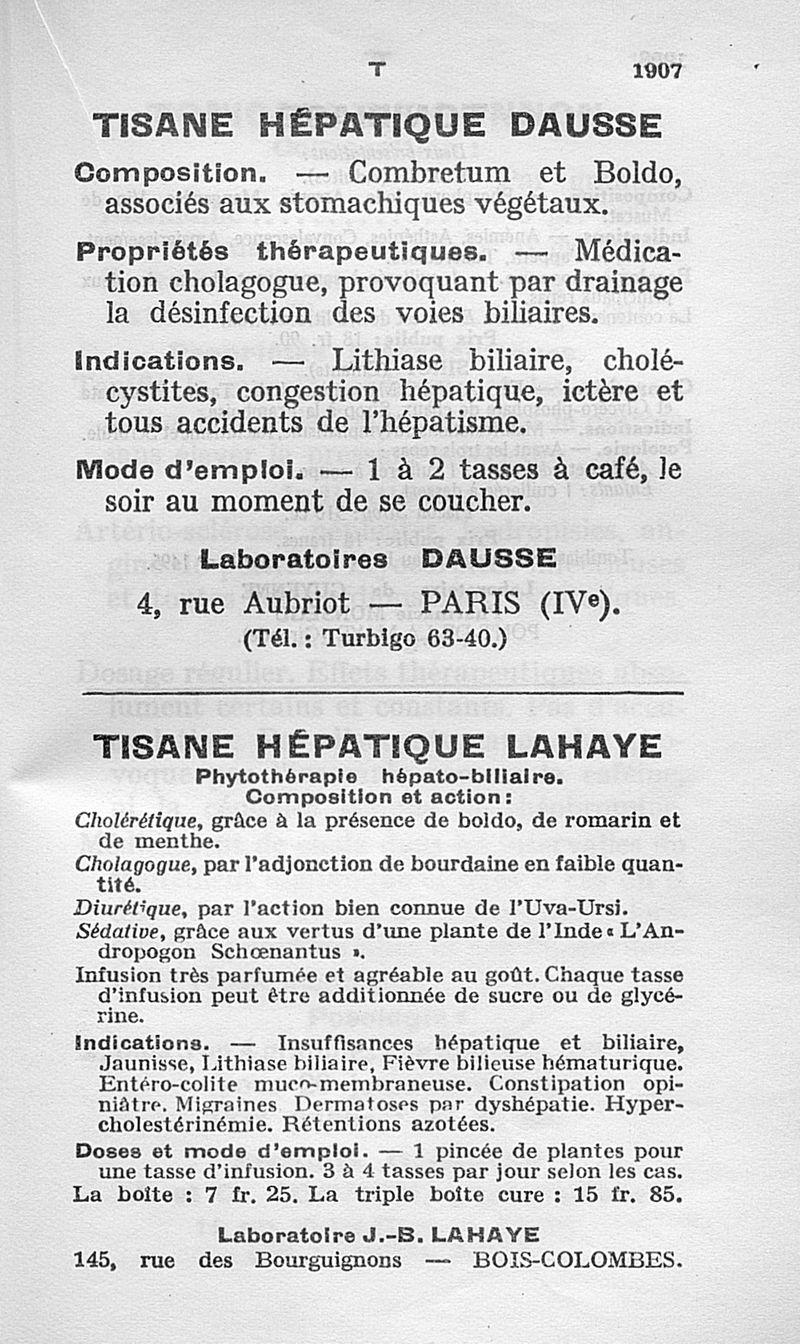 T 1907
TISANE HÉPATIQUE DAUSSE
Composition. — Combretum et Boldo,
associés aux stomachiques végétaux.
Propriétés thérapeutiques. — Médica-
tion cholagogue, provoquant par drainage
la désinfection des voies biliaires.
Indications. — Lithiase biliaire, cholé-
cystites, congestion hépatique, ictère et
tous accidents de l'hépatisme.
Mode d'emploi. — 1 à 2 tasses à café, le
soir au moment de se coucher.
Laboratoires DAUSSE
4, rue Aubriot — PARIS (IVe).
(Tél. : Turbigo 63-40.)
TISANE HÉPATIQUE LAHAYE
Phytothérapie hépato-biliaire.
Composition et action :
Cholérétique, grâce à la présence de boldo, de romarin et
de menthe.
Cholagogue, par l'adjonction de bourdaine en faible quan-
tité.
Diurétique, par l'action bien connue de l'Uva-Ursi.
Sédative, grâce aux vertus d'une plante de l'Inde « L'An-
dropogon Schœnantus ».
Infusion très parfumée et agréable au goût. Chaque tasse
d'infusion peut être additionnée de sucre ou de glycé-
rine.
Indications. — Insuffisances hépatique et biliaire,
Jaunisse, Lithiase biliaire, Fièvre bilieuse hématurique.
Entéro-colite muco-membraneuse. Constipation opi-
niâtre. Migraines Dermatoses par dyshépatie. Hyper-
cholestérinémie. Rétentions azotées.
Doses et mode d'emploi. — 1 pincée de plantes pour
une tasse d'infusion. 3 à 4 tasses par jour selon les cas.
La boîte : 7 fr. 25. La triple boîte cure : 15 fr. 85.
Laboratoire J.-B. LAHAYE
145, rue des Bourguignons — BOIS-COLOMBES.